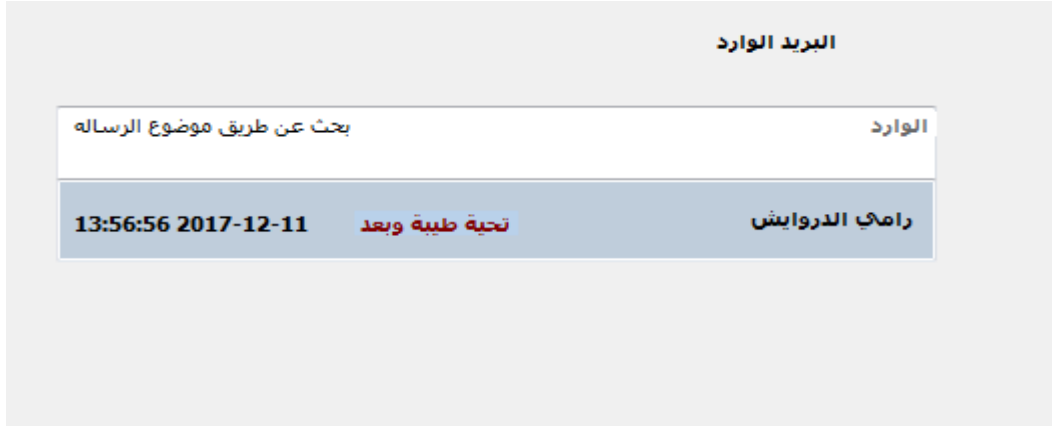 البريد الوارد
الوارد بحث عن طريق موضوع الرساله
رامي الدروايش تحية طيبة وبعد 13:56:56 2017-12-11